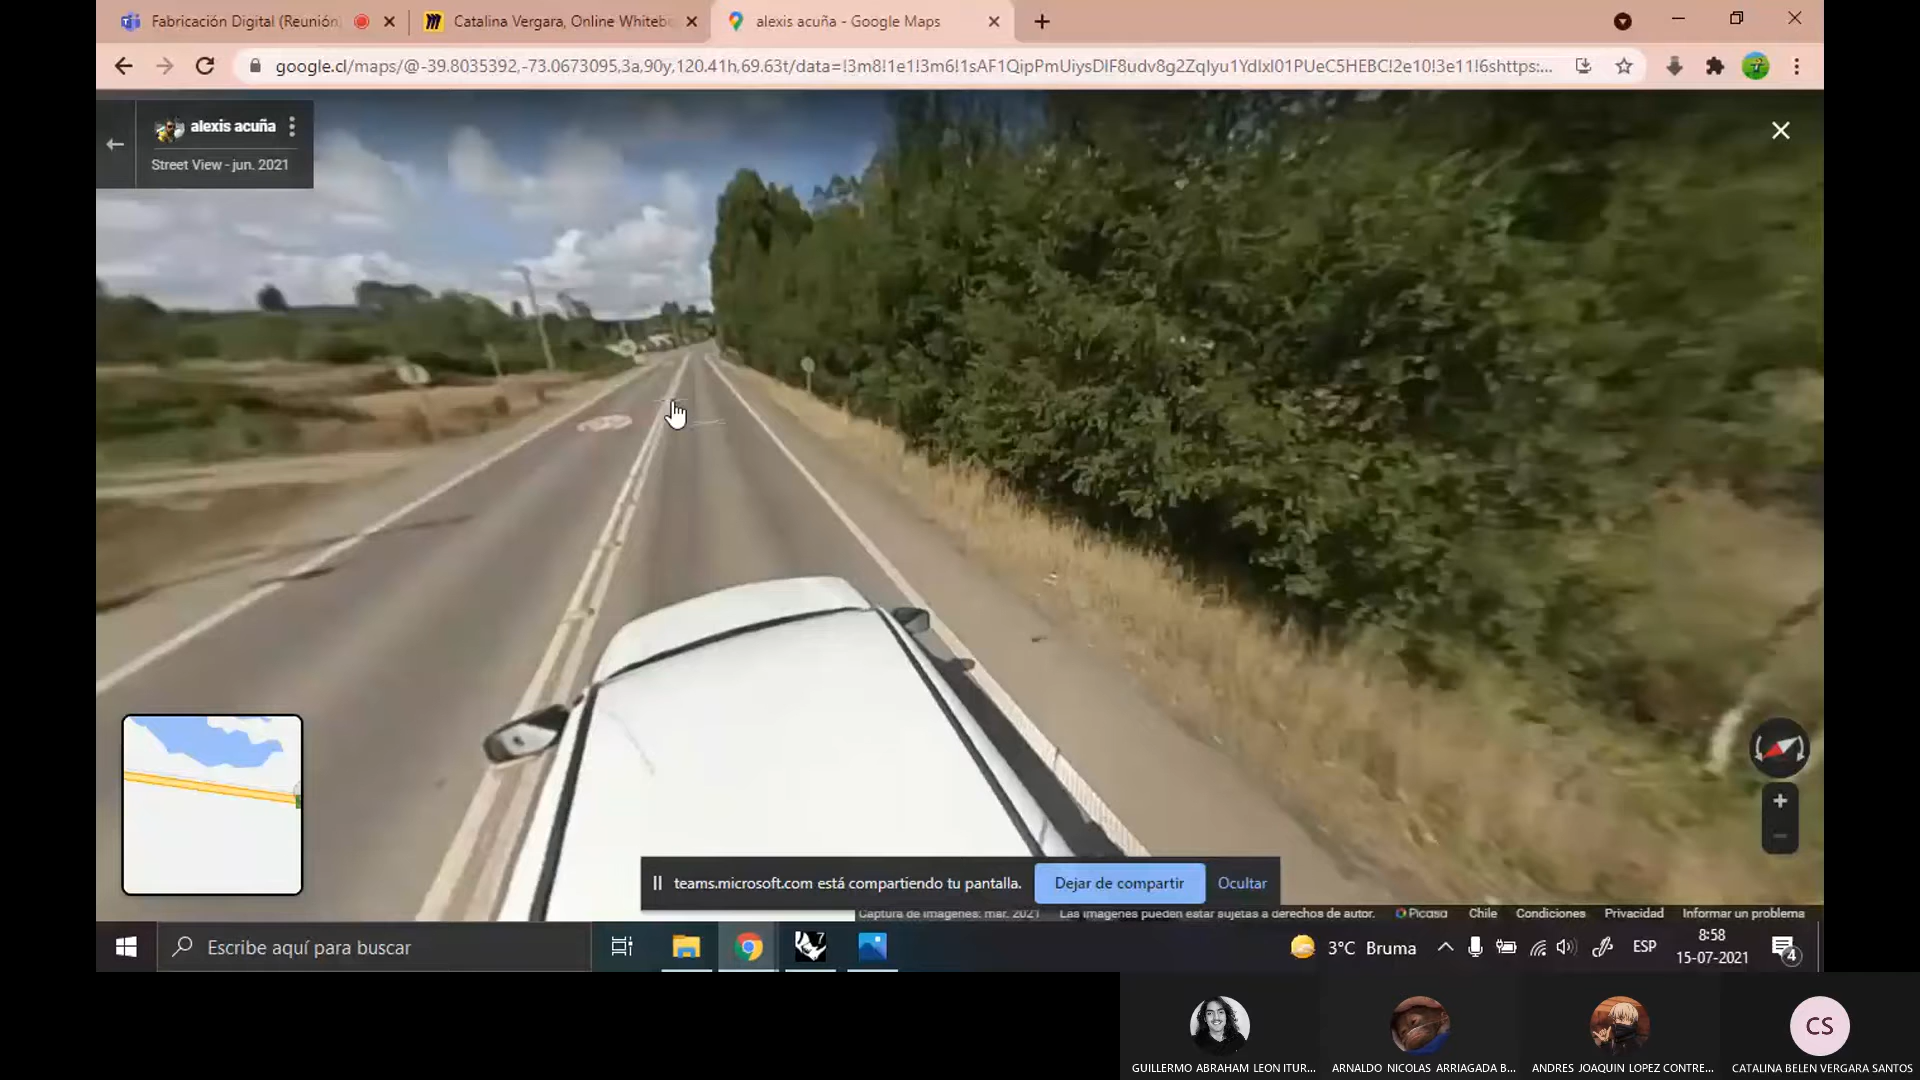 Fabricación Digital (Reunión
Catalina Vergara, Online Whitebo
alexis acuña - Google Maps
google.cl/maps/@-39.8035392,-73.0673095,3a,90y,120.41h,69.63t/data=!3m8!1e1!3m6!1sAF1QipPmUiysDIF8udv8g2ZqIyu1YdIxI01PUeC5HEBC!2e10!3e11!6shttps:...
alexis acuña
Street View - jun. 2021
teams.microsoft.com está compartiendo tu pantalla.
Dejar de compartir
Ocultar
Captura de imágenes: mar. 2021
Las imágenes pueden estar sujetas a derechos de autor.
Picasa
Chile
Condiciones
Privacidad
Informar un problema
Escribe aquí para buscar
7
3°C Bruma
ESP
8:58
15-07-2021
4
CS
GUILLERMO ABRAHAM LEON ITUR...
ARNALDO NICOLAS ARRIAGADA B...
ANDRES JOAQUIN LOPEZ CONTRE...
CATALINA BELEN VERGARA SANTOS